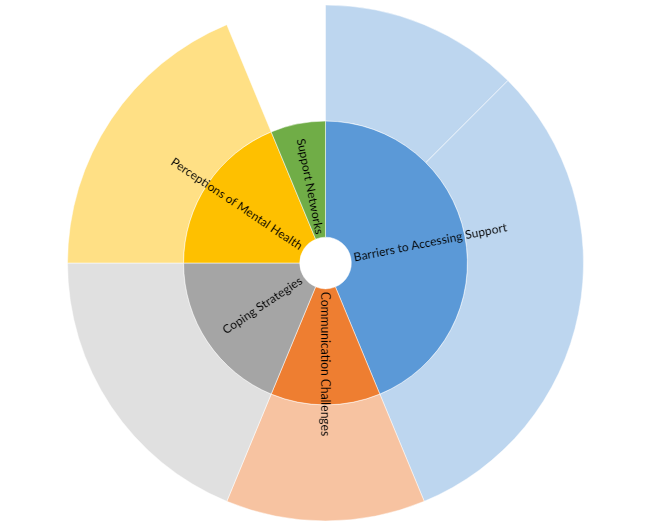 Support Networks
Barriers to Accessing Support
Communication Challenges
Coping Strategies
Perceptions of Mental Health